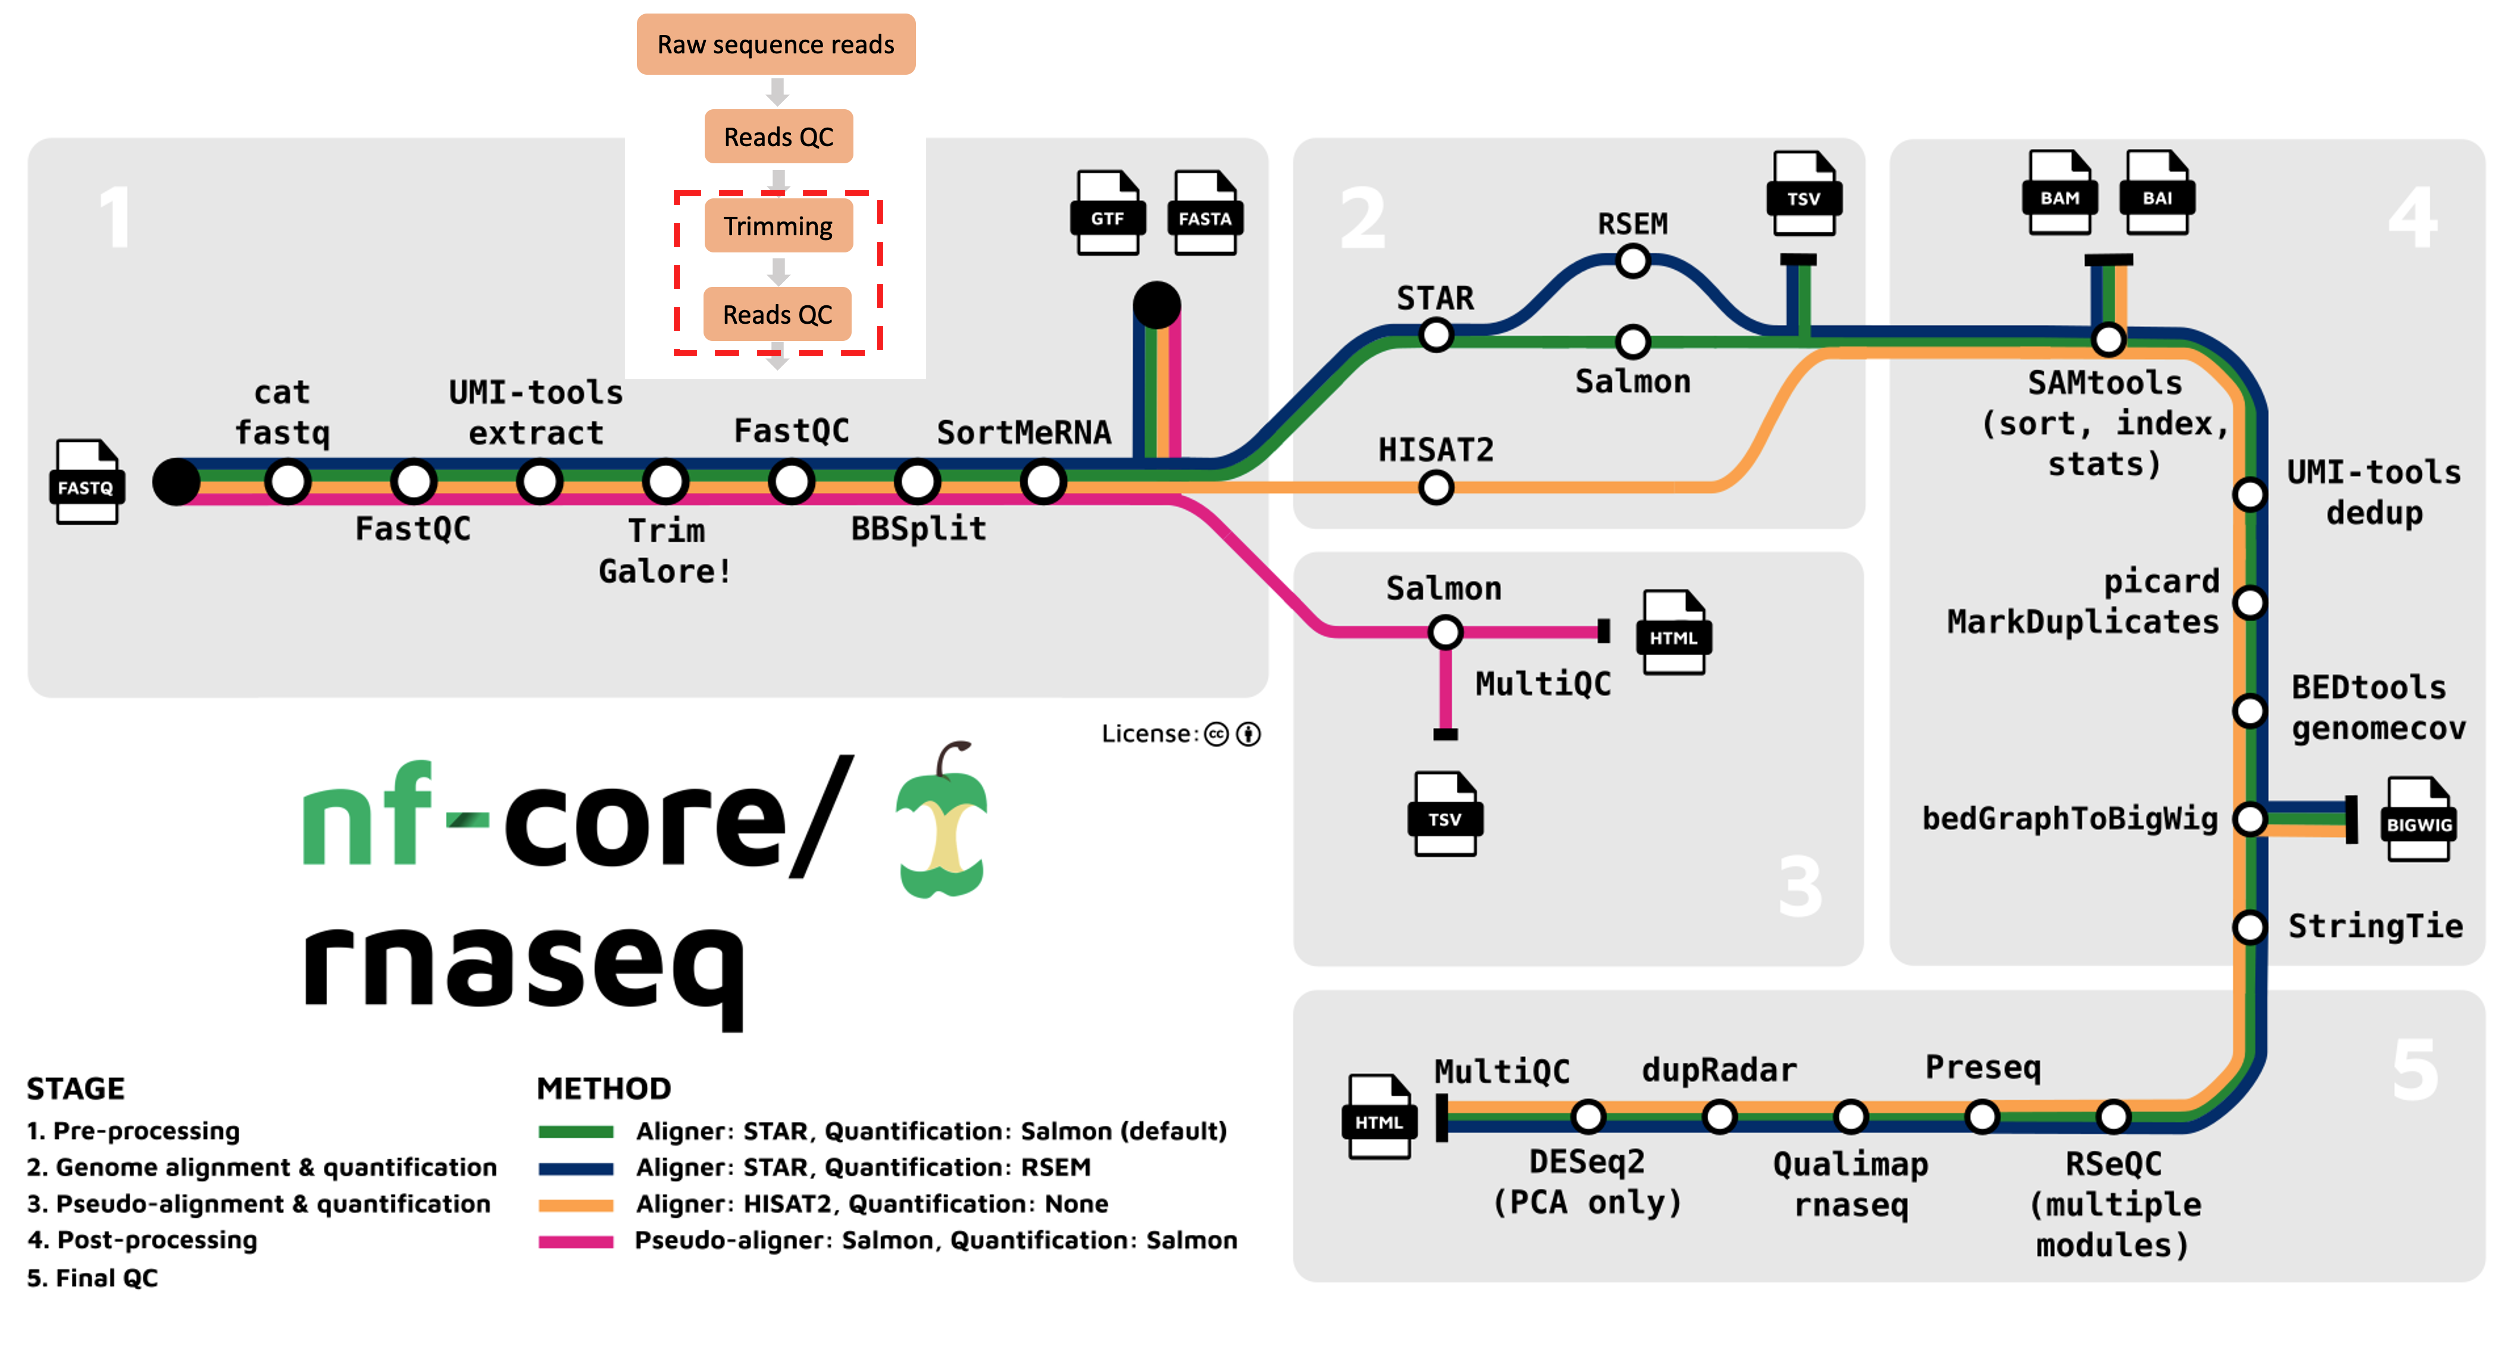 Raw sequence reads
Reads QC
Trimming
Reads QC
1
GTF
FASTA
cat
fastq
UMI-tools
extract
FastQC
SortMeRNA
FASTQ
FastQC
Trim
Galore!
BBSplit
2
TSV
RSEM
STAR
Salmon
HISAT2
BAM
BAI
4
SAMtools
(sort, index,
stats)
UMI-tools
dedup
picard
MarkDuplicates
BEDtools
genomecov
bedGraphToBigWig
BIGWIG
StringTie
Salmon
HTML
MultiQC
TSV
3
License: cc
nf-core/
rnaseq
STAGE
1. Pre-processing
2. Genome alignment & quantification
3. Pseudo-alignment & quantification
4. Post-processing
5. Final QC
METHOD
Aligner: STAR, Quantification: Salmon (default)
Aligner: STAR, Quantification: RSEM
Aligner: HISAT2, Quantification: None
Pseudo-aligner: Salmon, Quantification: Salmon
5
HTML
MultiQC
dupRadar
Preseq
DESeq2
(PCA only)
Qualimap
rnaseq
RSeQC
(multiple
modules)